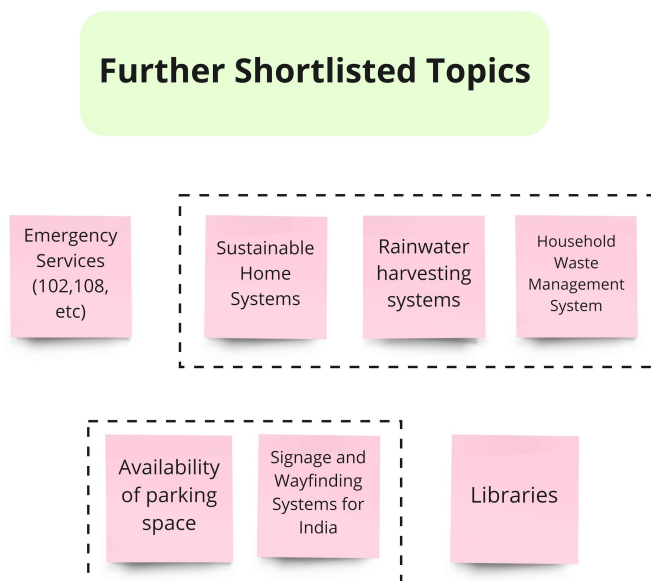 Further Shortlisted Topics
Emergency
Services
(102,108,
etc)
Sustainable
Home
Systems
Rainwater
harvesting
systems
Household
Waste
Management
System
Availability
of parking
space
Signage and
Wayfinding
Systems for
India
Libraries